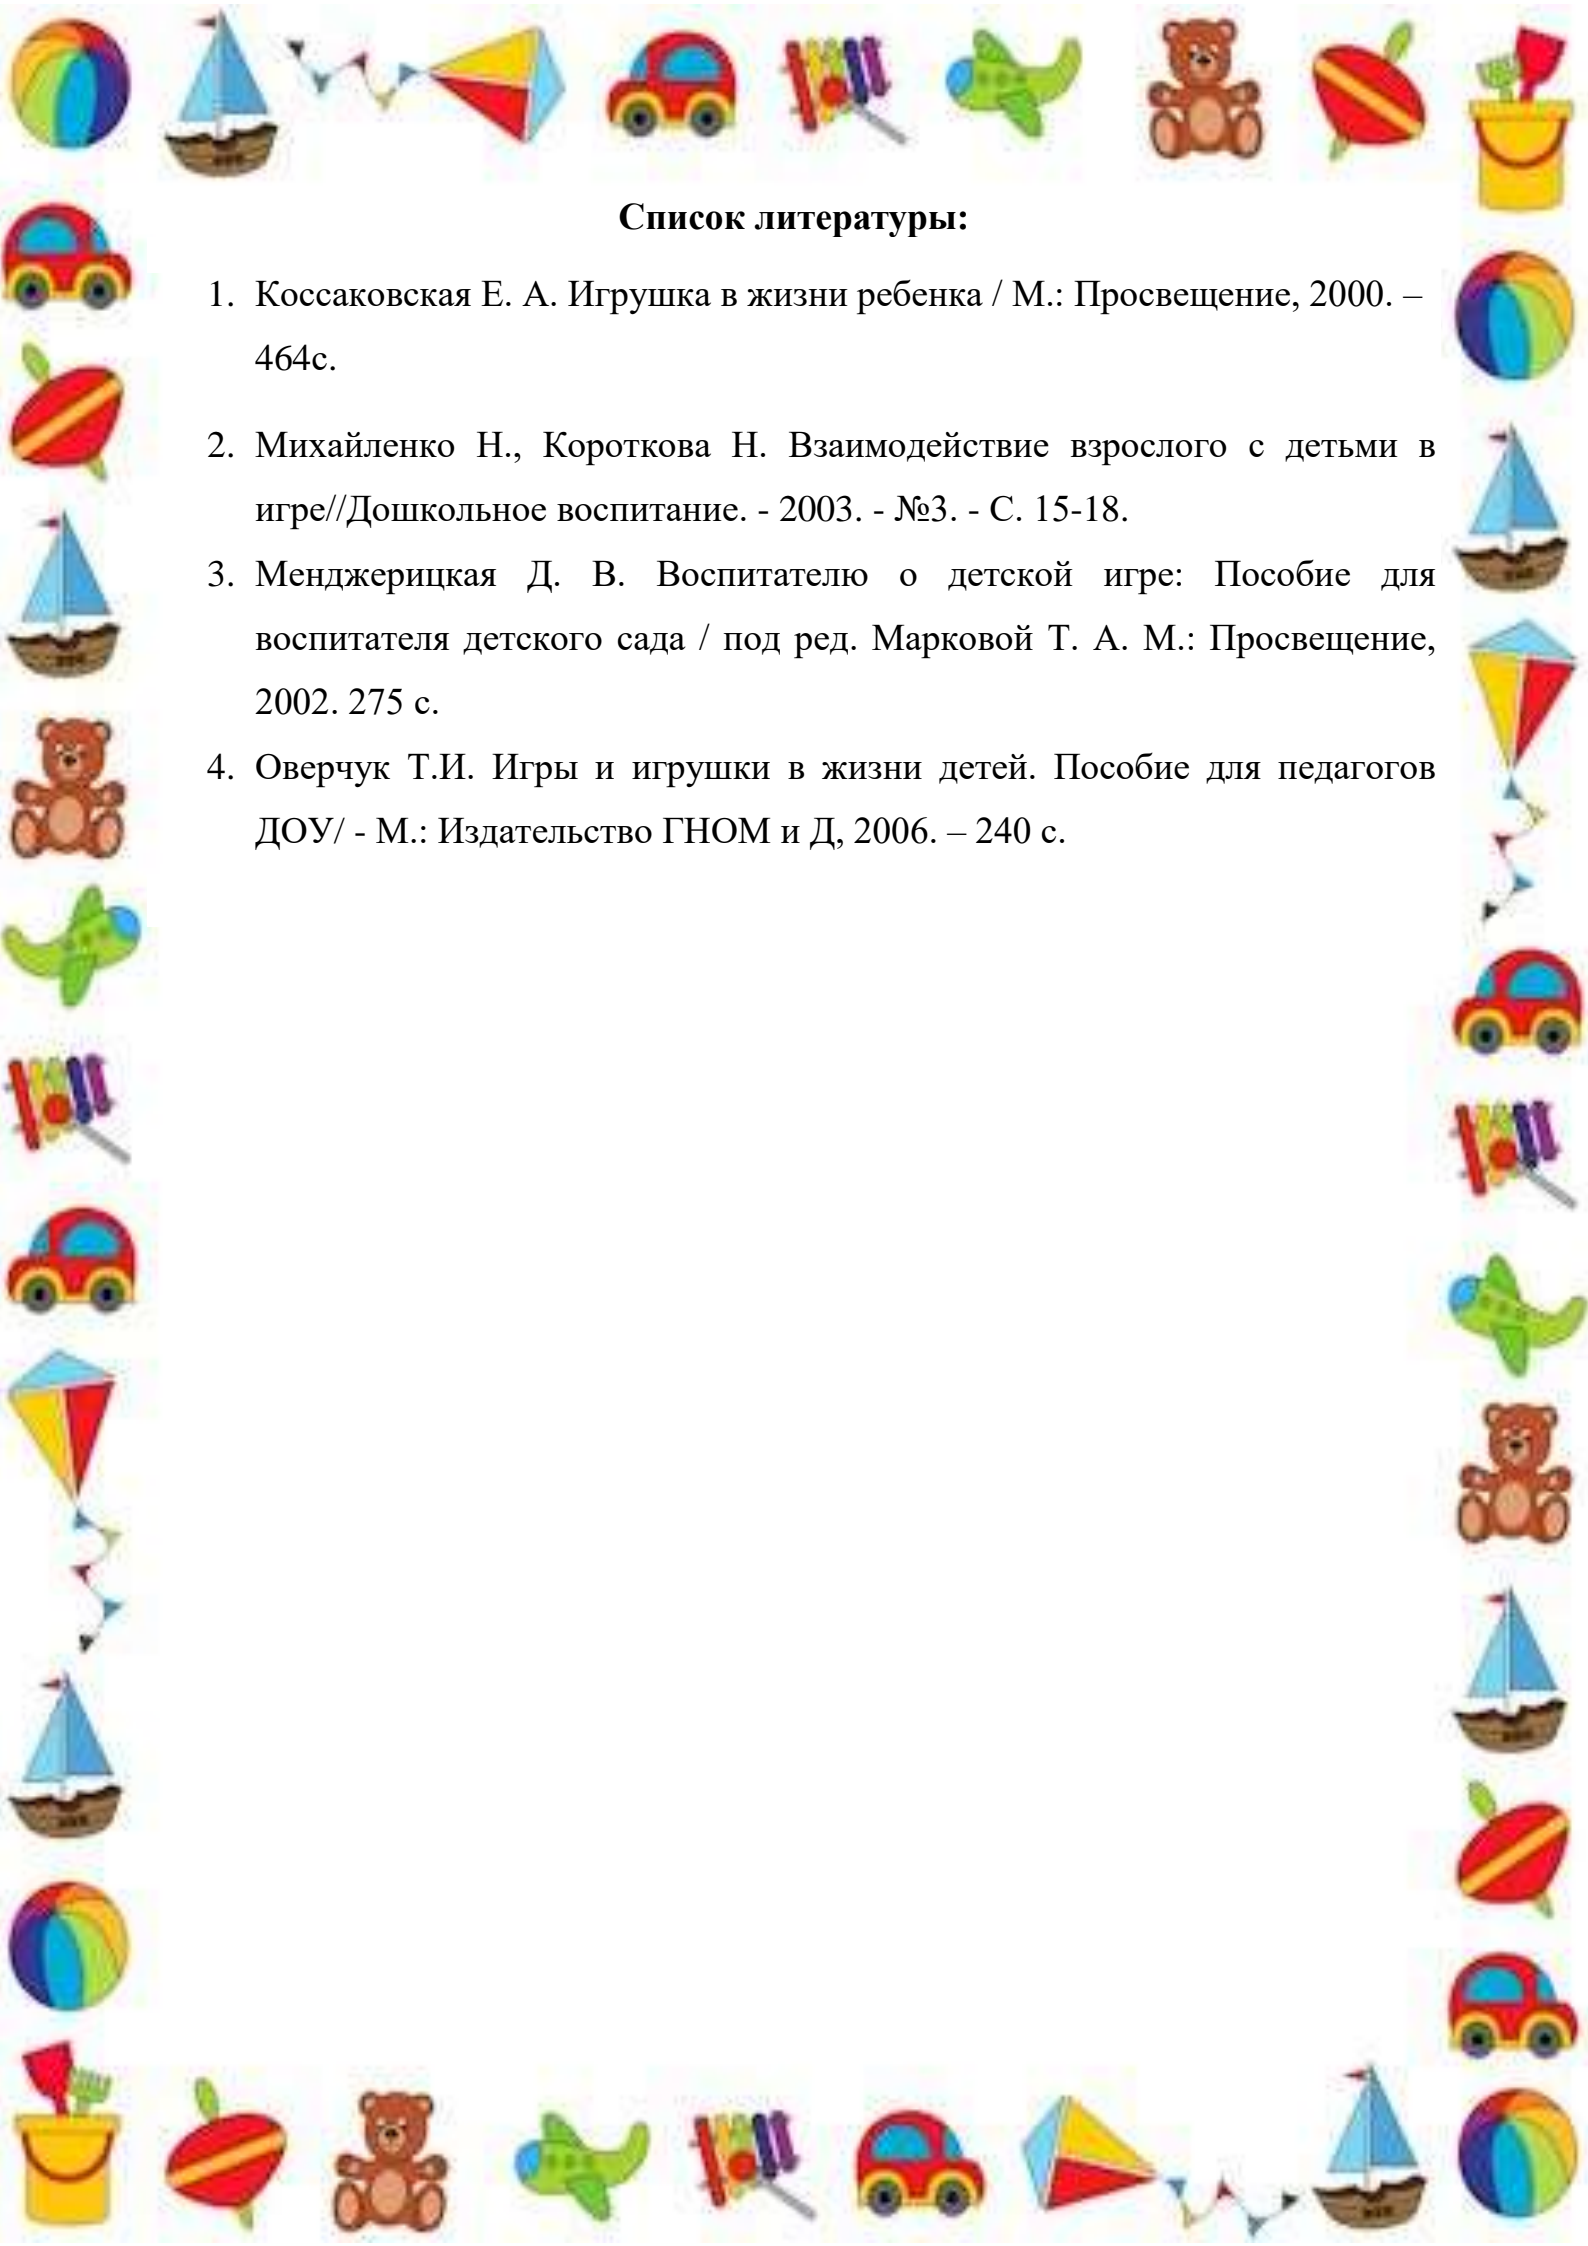 Список литературы:
1. Коссаковская Е. А. Игрушка в жизни ребенка / М.: Просвещение, 2000. –
464с.
2. Михайленко Н., Короткова Н. Взаимодействие взрослого с детьми в
игре//Дошкольное воспитание. - 2003. - №3. - С. 15-18.
3. Менджерицкая Д. В. Воспитателю о детской игре: Пособие для
воспитателя детского сада / под ред. Марковой Т. А. М.: Просвещение,
2002. 275 с.
4. Оверчук Т.И. Игры и игрушки в жизни детей. Пособие для педагогов
ДОУ/ - М.: Издательство ГНОМ и Д, 2006. – 240 с.